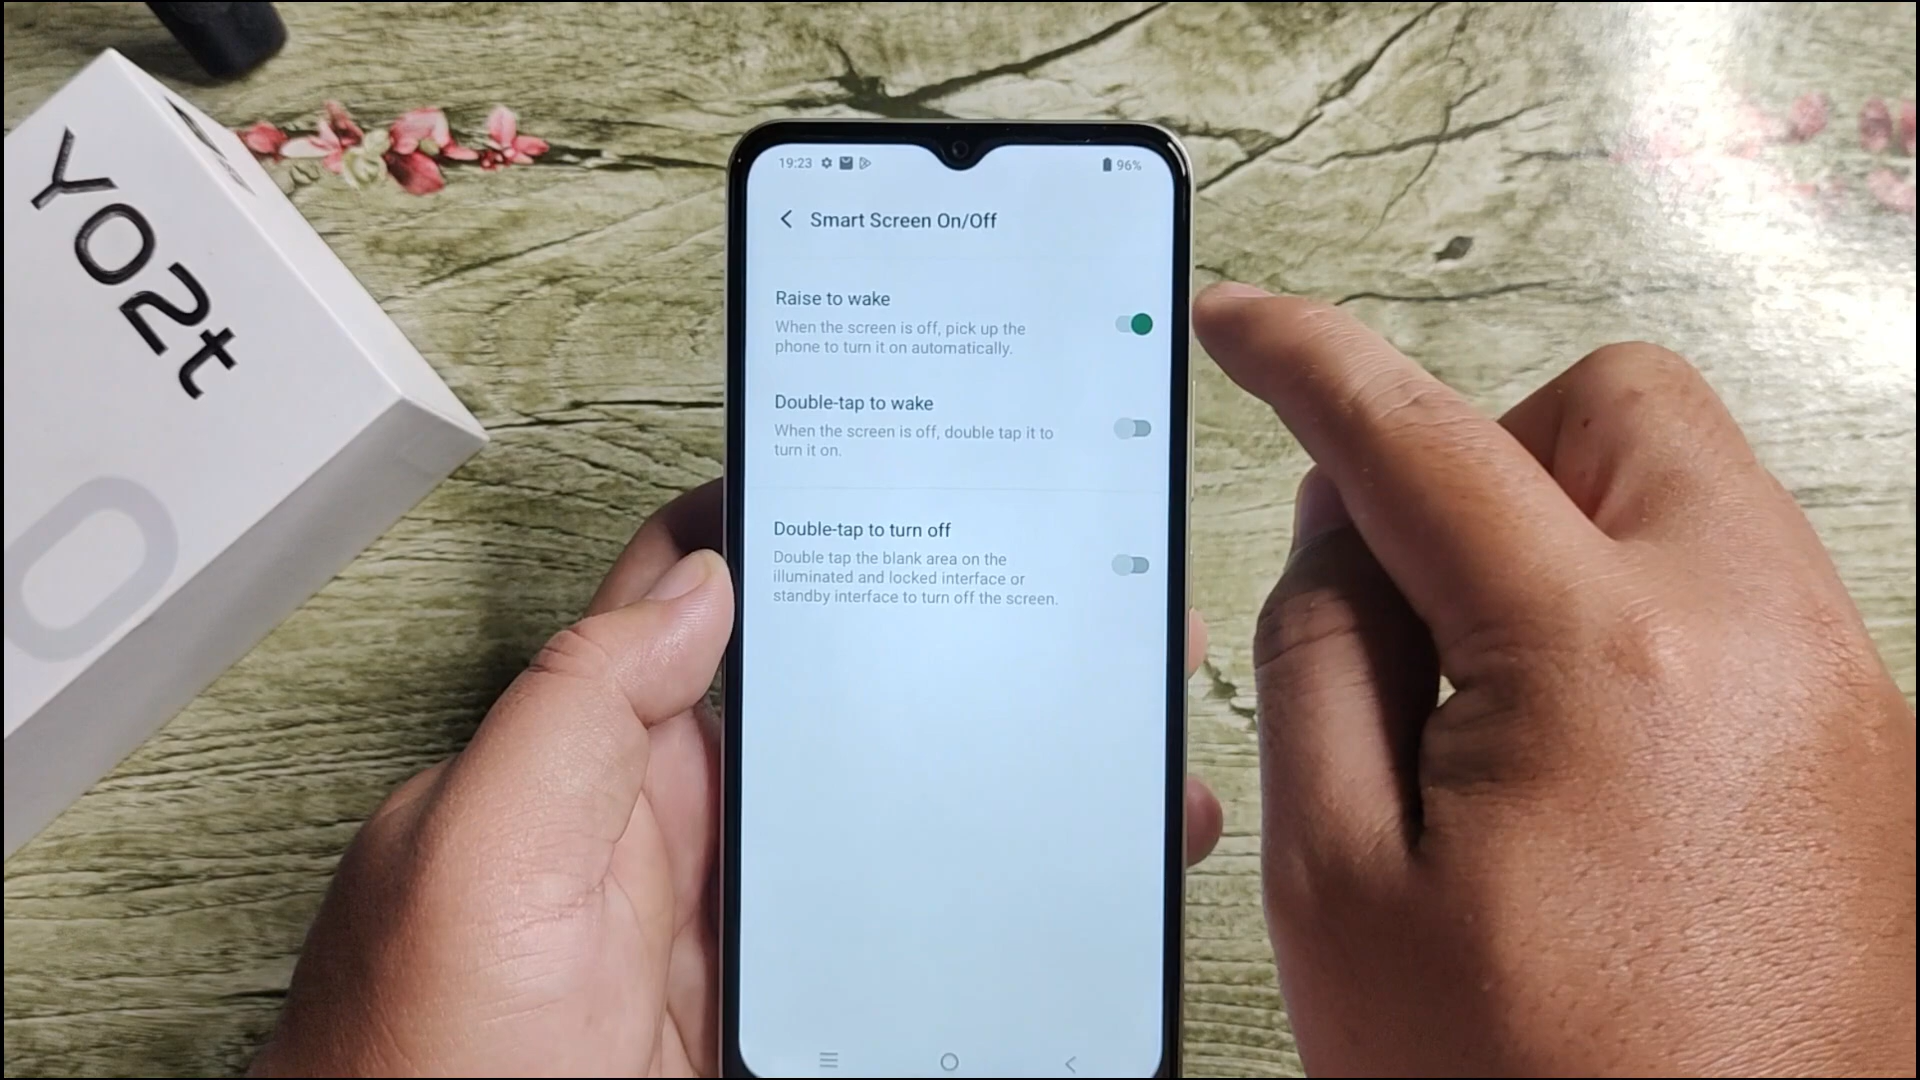 YO2t
19:23
96%
Smart Screen On/Off
Raise to wake
When the screen is off, pick up the
phone to turn it on automatically.
Double-tap to wake
When the screen is off, double tap it to
turn it on.
Double-tap to turn off
Double tap the blank area on the
illuminated and locked interface or
standby interface to turn off the screen.